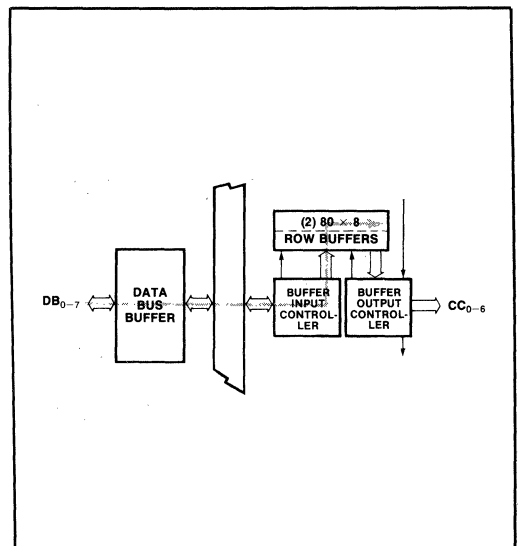 (2) 80 × 8
ROW BUFFERS
DB0–7
DATA
BUS
BUFFER
BUFFER
INPUT
CONTROL-
LER
BUFFER
OUTPUT
CONTROL-
LER
CC0–6